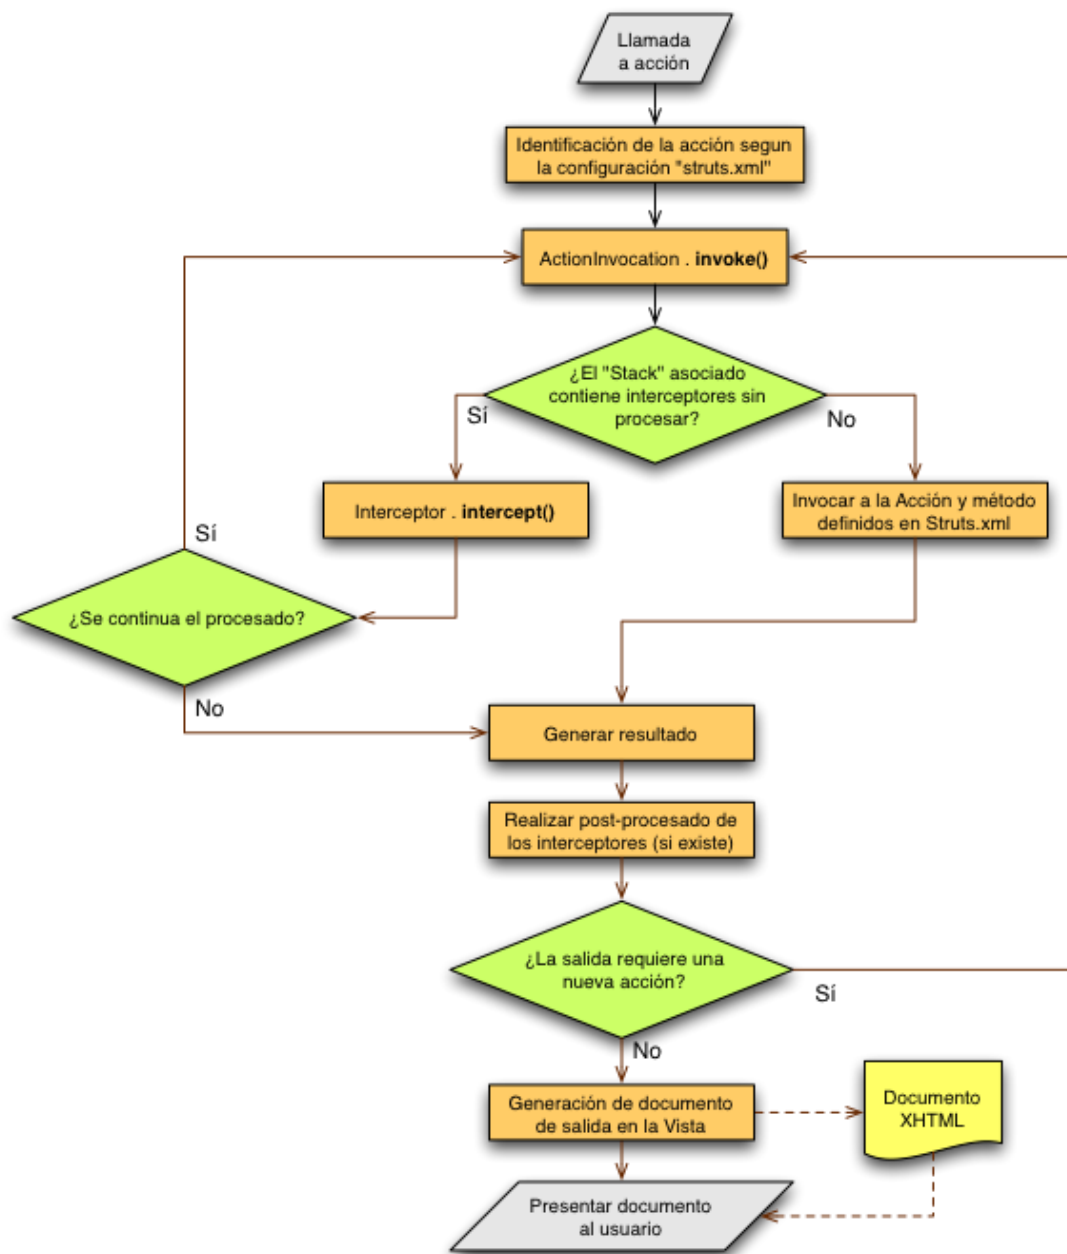 Llamada
a acción
Identificación de la acción segun
la configuración "struts.xml"
ActionInvocation . invoke()
¿El "Stack" asociado
contiene interceptores sin
procesar?
Sí
No
Interceptor . intercept()
Invocar a la Acción y método
definidos en Struts.xml
Sí
¿Se continua el procesado?
No
Generar resultado
Realizar post-procesado de
los interceptores (si existe)
¿La salida requiere una
nueva acción?
Sí
No
Generación de documento
de salida en la Vista
Documento
XHTML
Presentar documento
al usuario